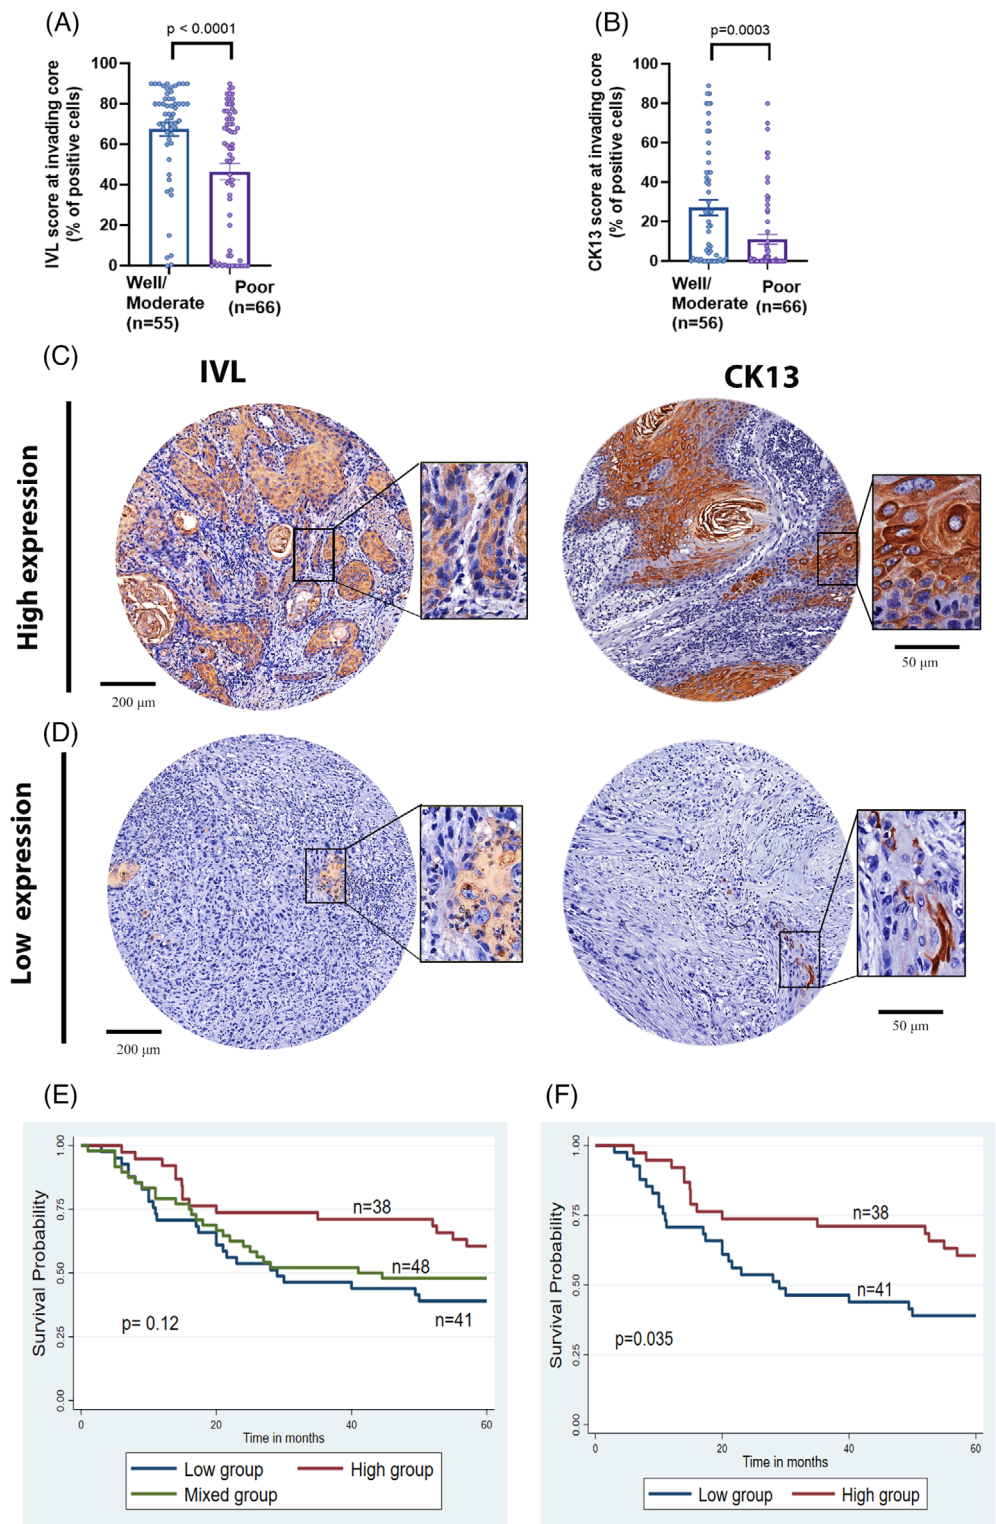 (A)
p < 0.0001
IVL score at invading core
(% of positive cells)
100
80
60
40
20
0
Well/
Moderate
(n=55)
Poor
(n=66)
(B)
p=0.0003
CK13 score at invading core
(% of positive cells)
100
80
60
40
20
0
Well/
Moderate
(n=56)
Poor
(n=66)
(C)
IVL
CK13
High expression
200 µm
50 µm
(D)
Low expression
200 µm
50 µm
(E)
Survival Probability
1.00
0.75
0.50
0.25
0.00
n=38
n=48
n=41
p= 0.12
0
20
40
60
Time in months
Low group
High group
Mixed group
(F)
Survival Probability
1.00
0.75
0.50
0.25
0.00
n=38
n=41
p=0.035
0
20
40
60
Time in months
Low group
High group